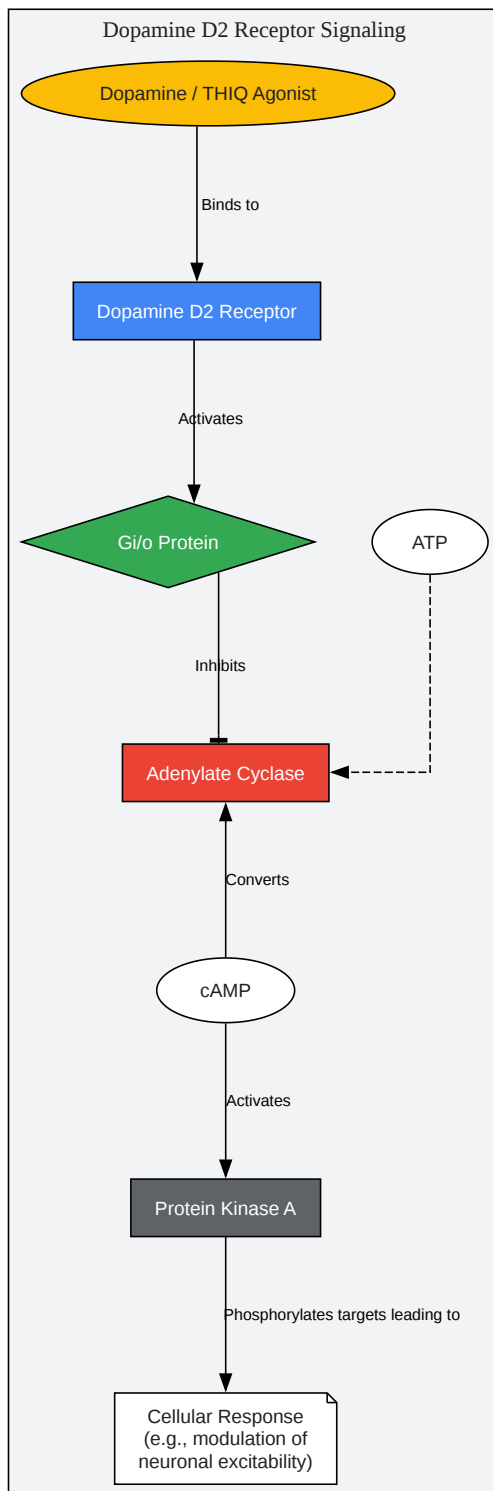 Dopamine D2 Receptor Signaling
Dopamine / THIQ Agonist
Binds to
Dopamine D2 Receptor
Activates
Gi/o Protein
ATP
Inhibits
Adenylate Cyclase
Converts
cAMP
Activates
Protein Kinase A
Phosphorylates targets leading to
Cellular Response
(e.g., modulation of
neuronal excitability)